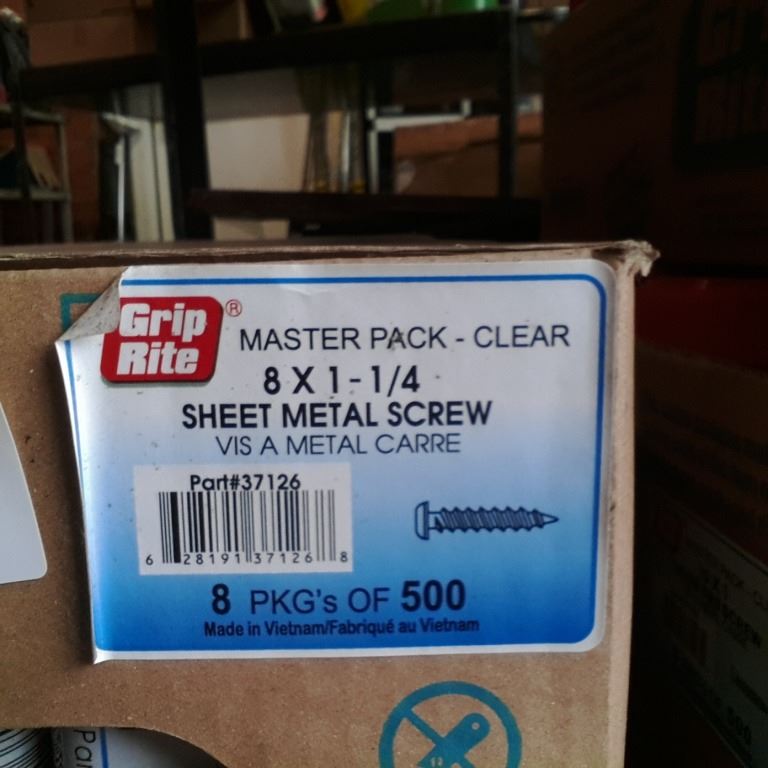 Grip Rite®
MASTER PACK - CLEAR
8 X 1-1/4
SHEET METAL SCREW
VIS A METAL CARRE
Part#37126
6 28191 37126 8
8 PKG's OF 500
Made in Vietnam/Fabriqué au Vietnam
Par